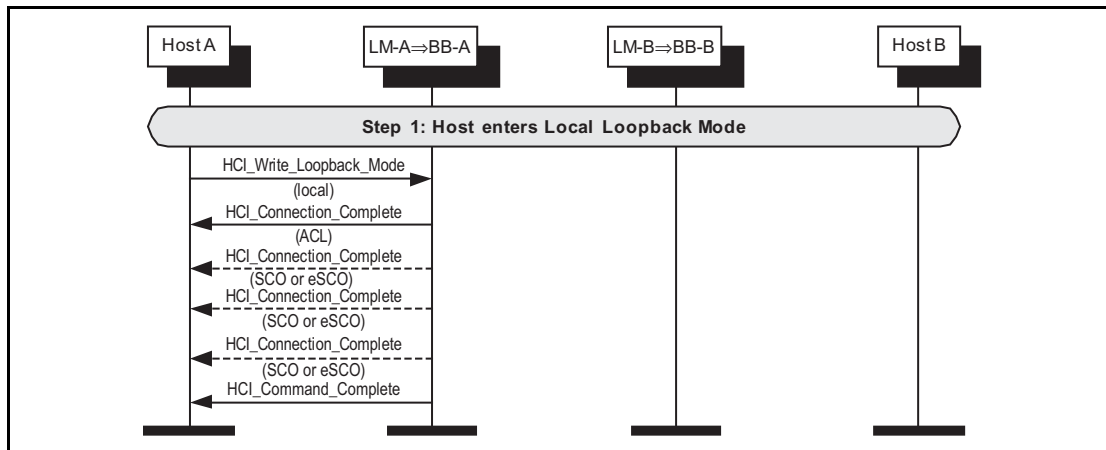 Host A
LM-A⇒BB-A
LM-B⇒BB-B
Host B
Step 1: Host enters Local Loopback Mode
HCI_Write_Loopback_Mode
(local)
HCI_Connection_Complete
(ACL)
HCI_Connection_Complete
(SCO or eSCO)
HCI_Connection_Complete
(SCO or eSCO)
HCI_Connection_Complete
(SCO or eSCO)
HCI_Command_Complete